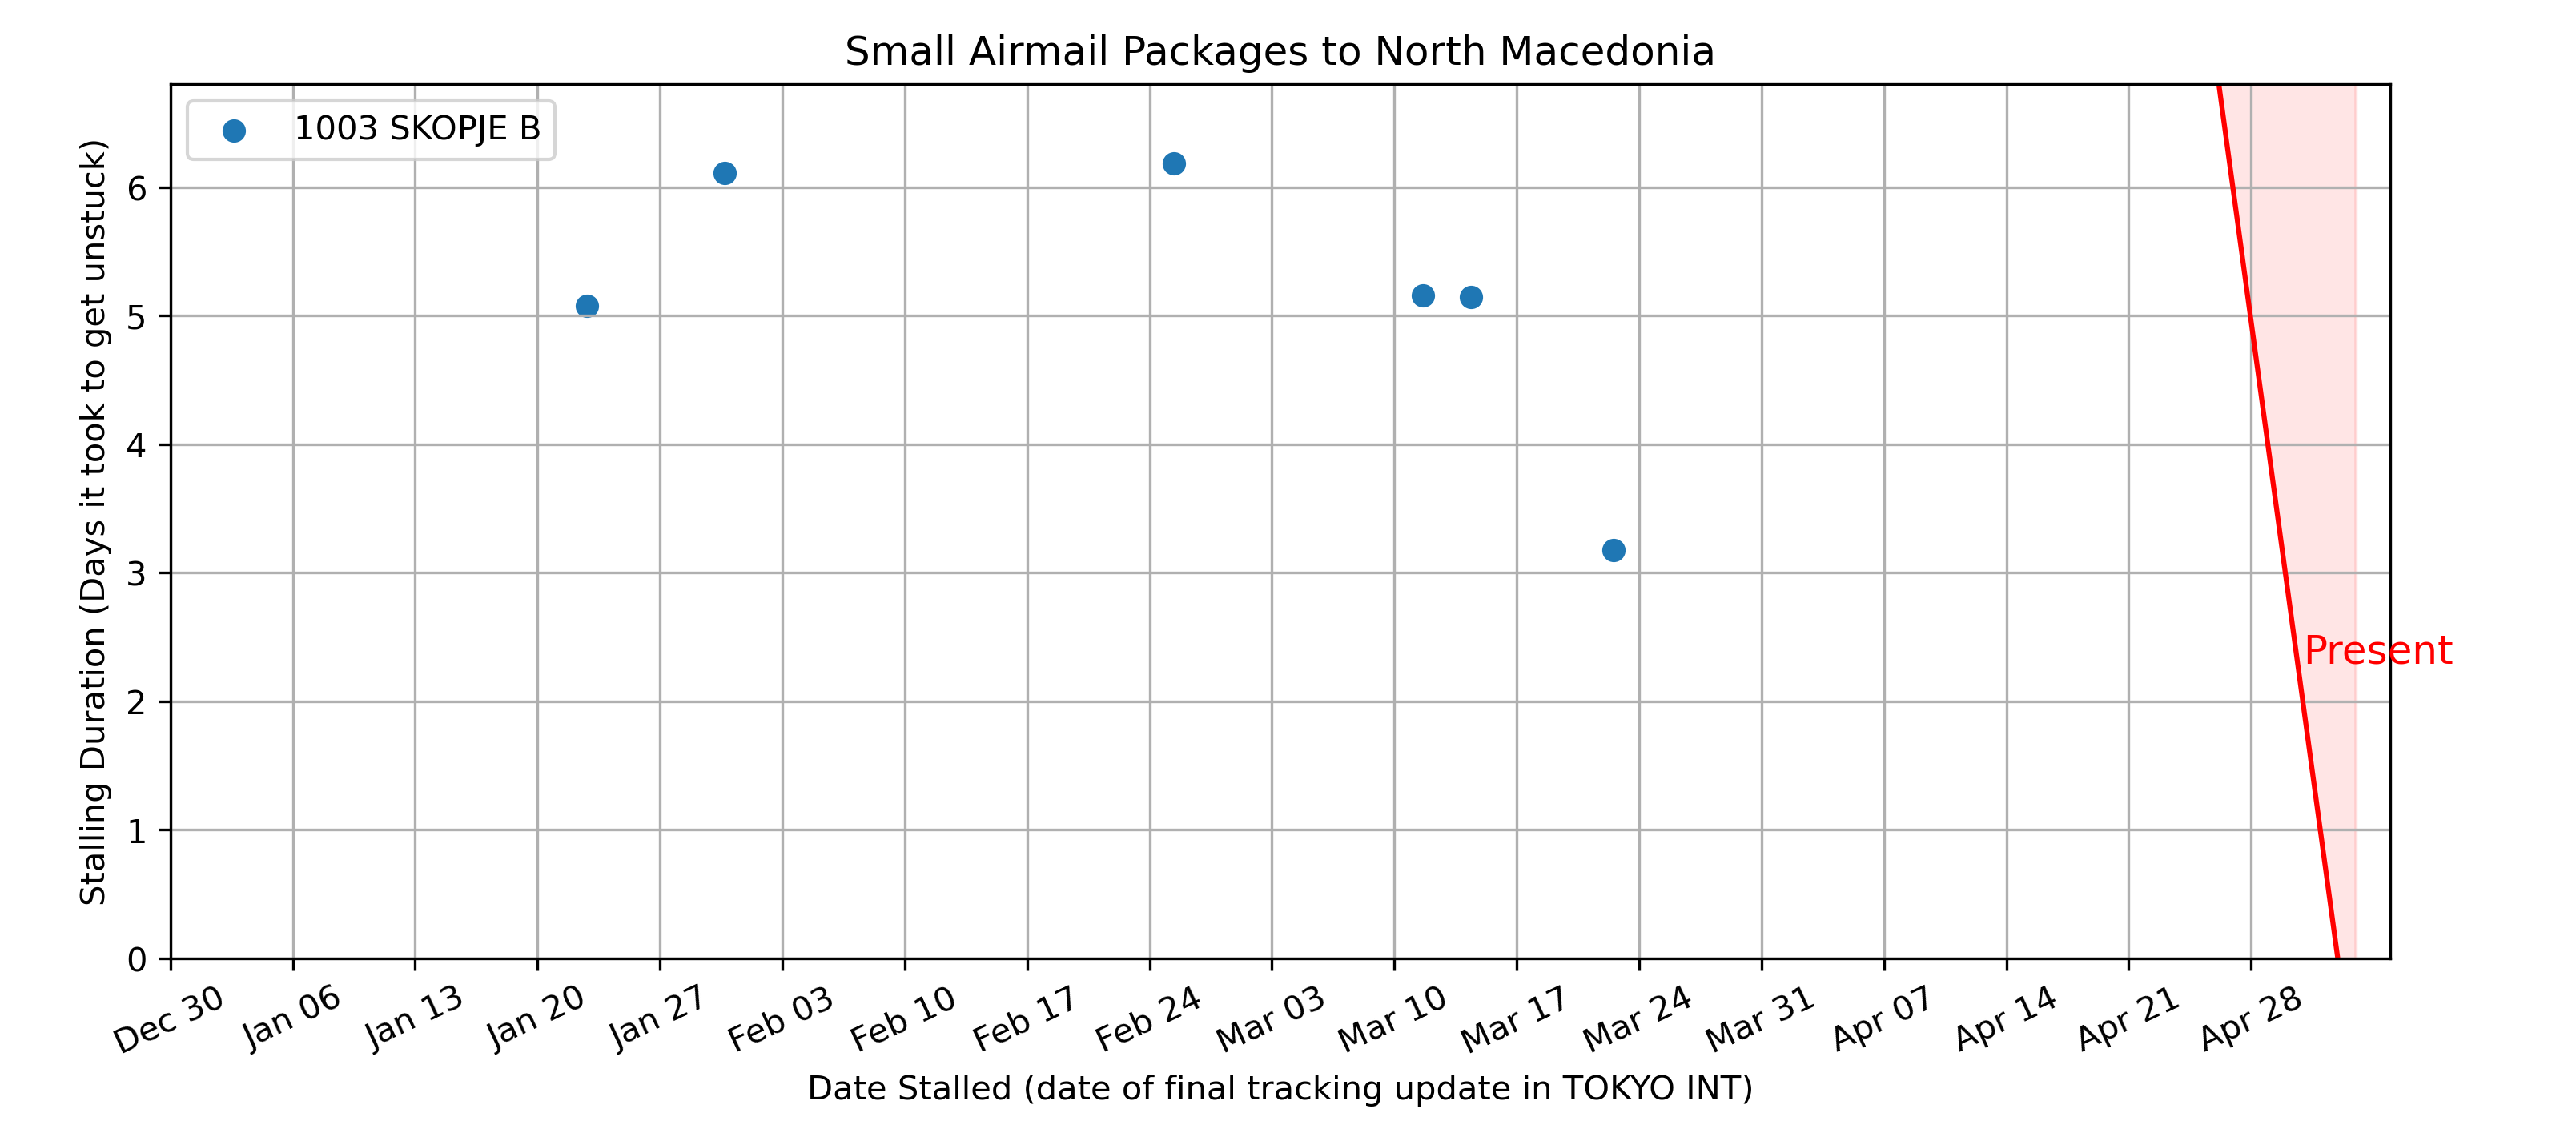 Small Airmail Packages to North Macedonia
1003 SKOPJE B
Stalling Duration (Days it took to get unstuck)
6
5
4
3
2
1
0
Present
Dec 30
Jan 06
Jan 13
Jan 20
Jan 27
Feb 03
Feb 10
Feb 17
Feb 24
Mar 03
Mar 10
Mar 17
Mar 24
Mar 31
Apr 07
Apr 14
Apr 21
Apr 28
Date Stalled (date of final tracking update in TOKYO INT)